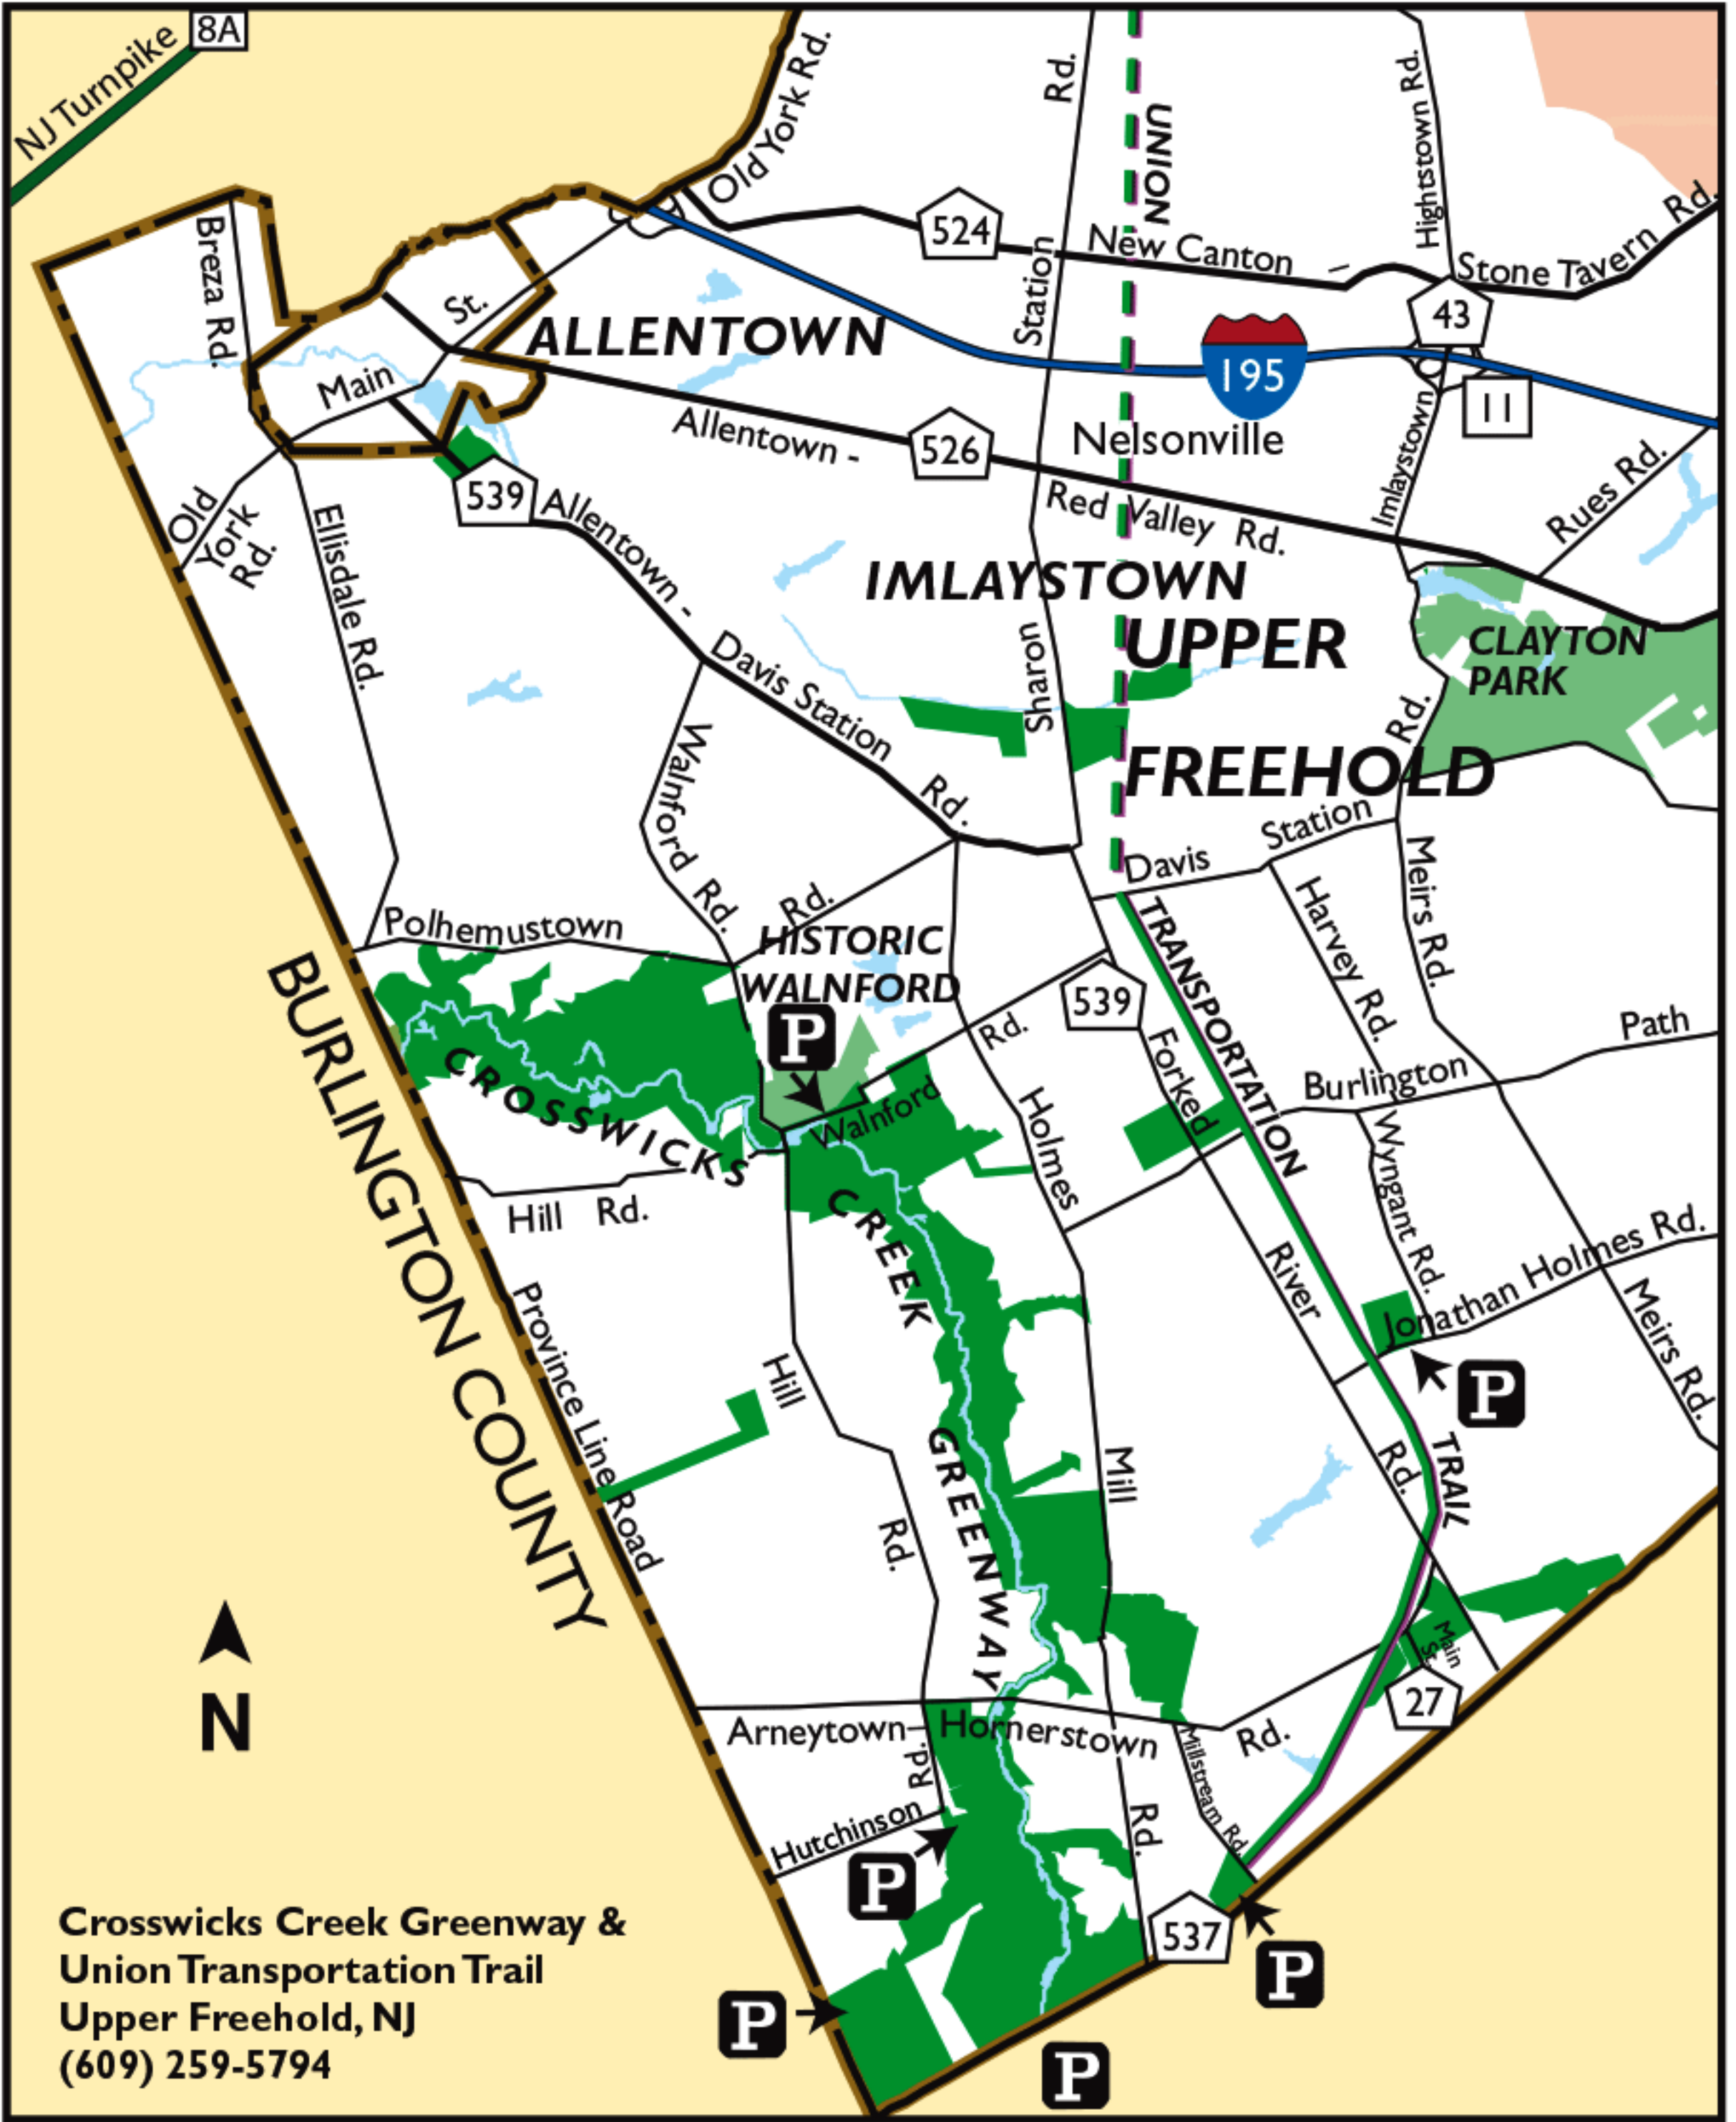 8A
NJ Turnpike
Old York Rd.
Rd.
UNION
Hightstown Rd.
Breza Rd.
524
New Canton –
Stone Tavern Rd.
Station
43
St.
ALLENTOWN
195
11
Main
Allentown -
526
Nelsonville
Imlaystown
Rues Rd.
539
Red Valley Rd.
Old
York
Rd.
Ellisdale Rd.
Allentown -
IMLAYSTOWN
UPPER
CLAYTON
PARK
Sharon
Davis Station
Rd.
Rd.
FREEHOLD
Walnford Rd.
Davis
Station
Meirs Rd.
Harvey Rd.
Polhemustown
Rd.
HISTORIC
WALNFORD
P
TRANSPORTATION
539
Rd.
Forked
Burlington
Path
BURLINGTON COUNTY
CROSSWICKS
Walnford
Holmes
Wyngant Rd.
Hill Rd.
CREEK
River
Jonathan Holmes Rd.
Meirs Rd.
Province Line Road
Hill
P
GREENWAY
Mill
Rd.
TRAIL
Rd.
Main
St.
27
N
Arneytown–
Hornerstown
Rd.
Rd.
Millstream Rd.
Hutchinson
Rd.
P
537
P
P
P
Crosswicks Creek Greenway &
Union Transportation Trail
Upper Freehold, NJ
(609) 259-5794